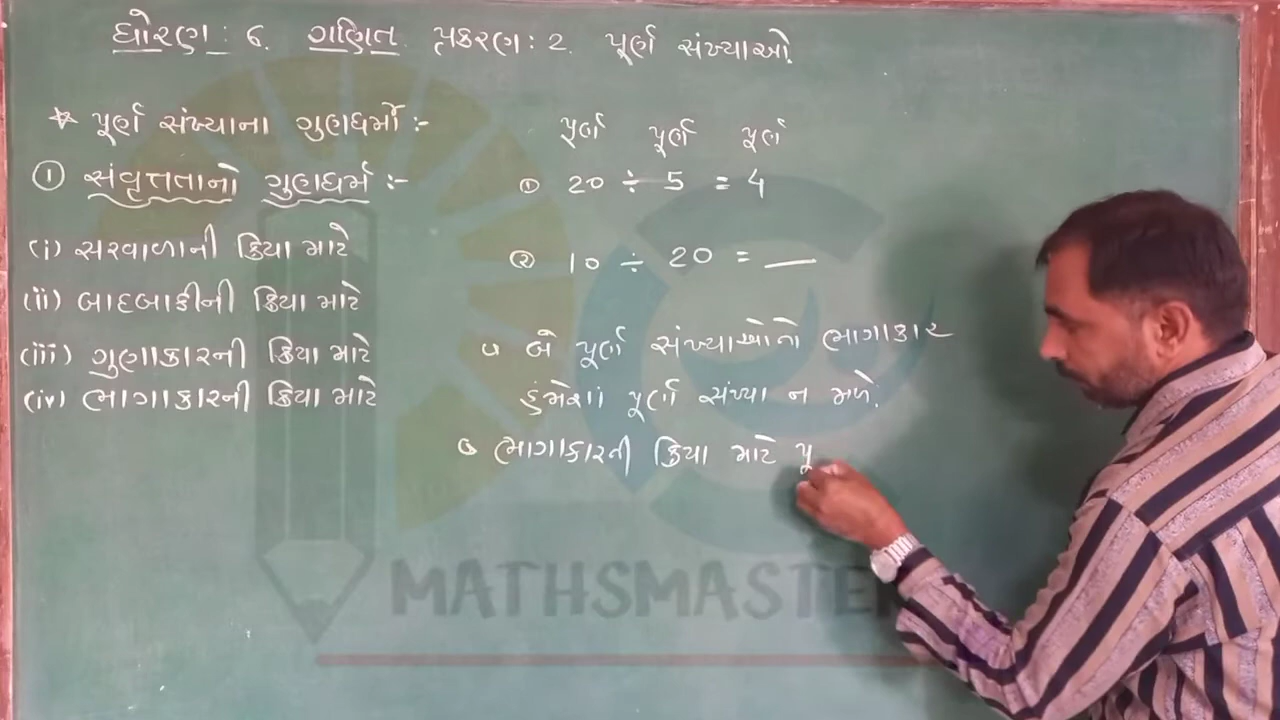 ધોરણ : 6. ગણિત. પ્રકરણ : 2. પૂર્ણ સંખ્યાઓ.
* પૂર્ણ સંખ્યાના ગુણધર્મો :-
① સંવૃત્તતાનો ગુણધર્મ :-
(i) સરવાળાની ક્રિયા માટે
(ii) બાદબાકીની ક્રિયા માટે
(iii) ગુણાકારની ક્રિયા માટે
(iv) ભાગાકારની ક્રિયા માટે
પૂર્ણ પૂર્ણ પૂર્ણ
① 20 ÷ 5 = 4
② 10 ÷ 20 = —
બે પૂર્ણ સંખ્યાઓનો ભાગાકાર
હંમેશાં પૂર્ણ સંખ્યા ન મળે.
ભાગાકારની ક્રિયા માટે પૂ
MATHSMASTER